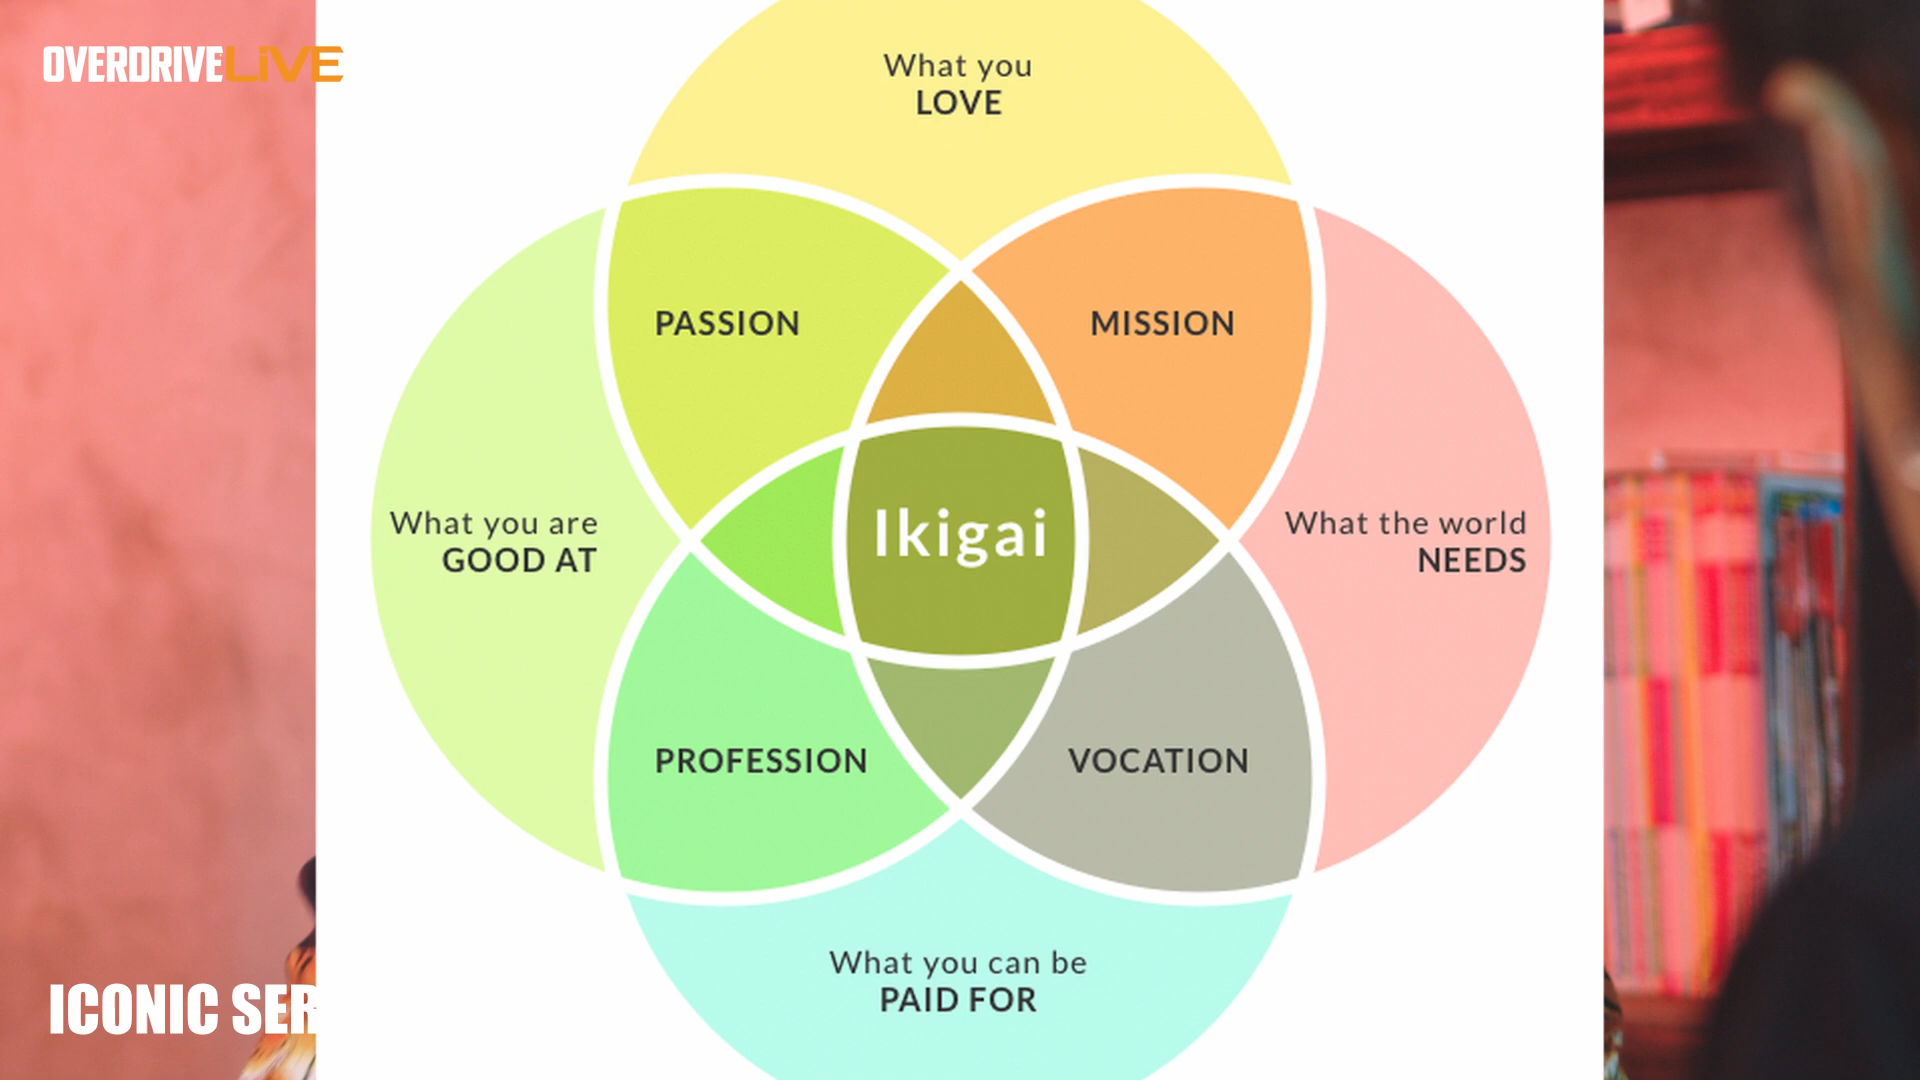 OVERDRIVELIVE
What you
LOVE
PASSION
MISSION
What you are
GOOD AT
Ikigai
What the world
NEEDS
PROFESSION
VOCATION
What you can be
PAID FOR
ICONIC SER